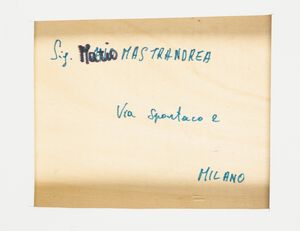 Sig. Mattio MASTRANDREA
Via Spartaco 2
MILANO